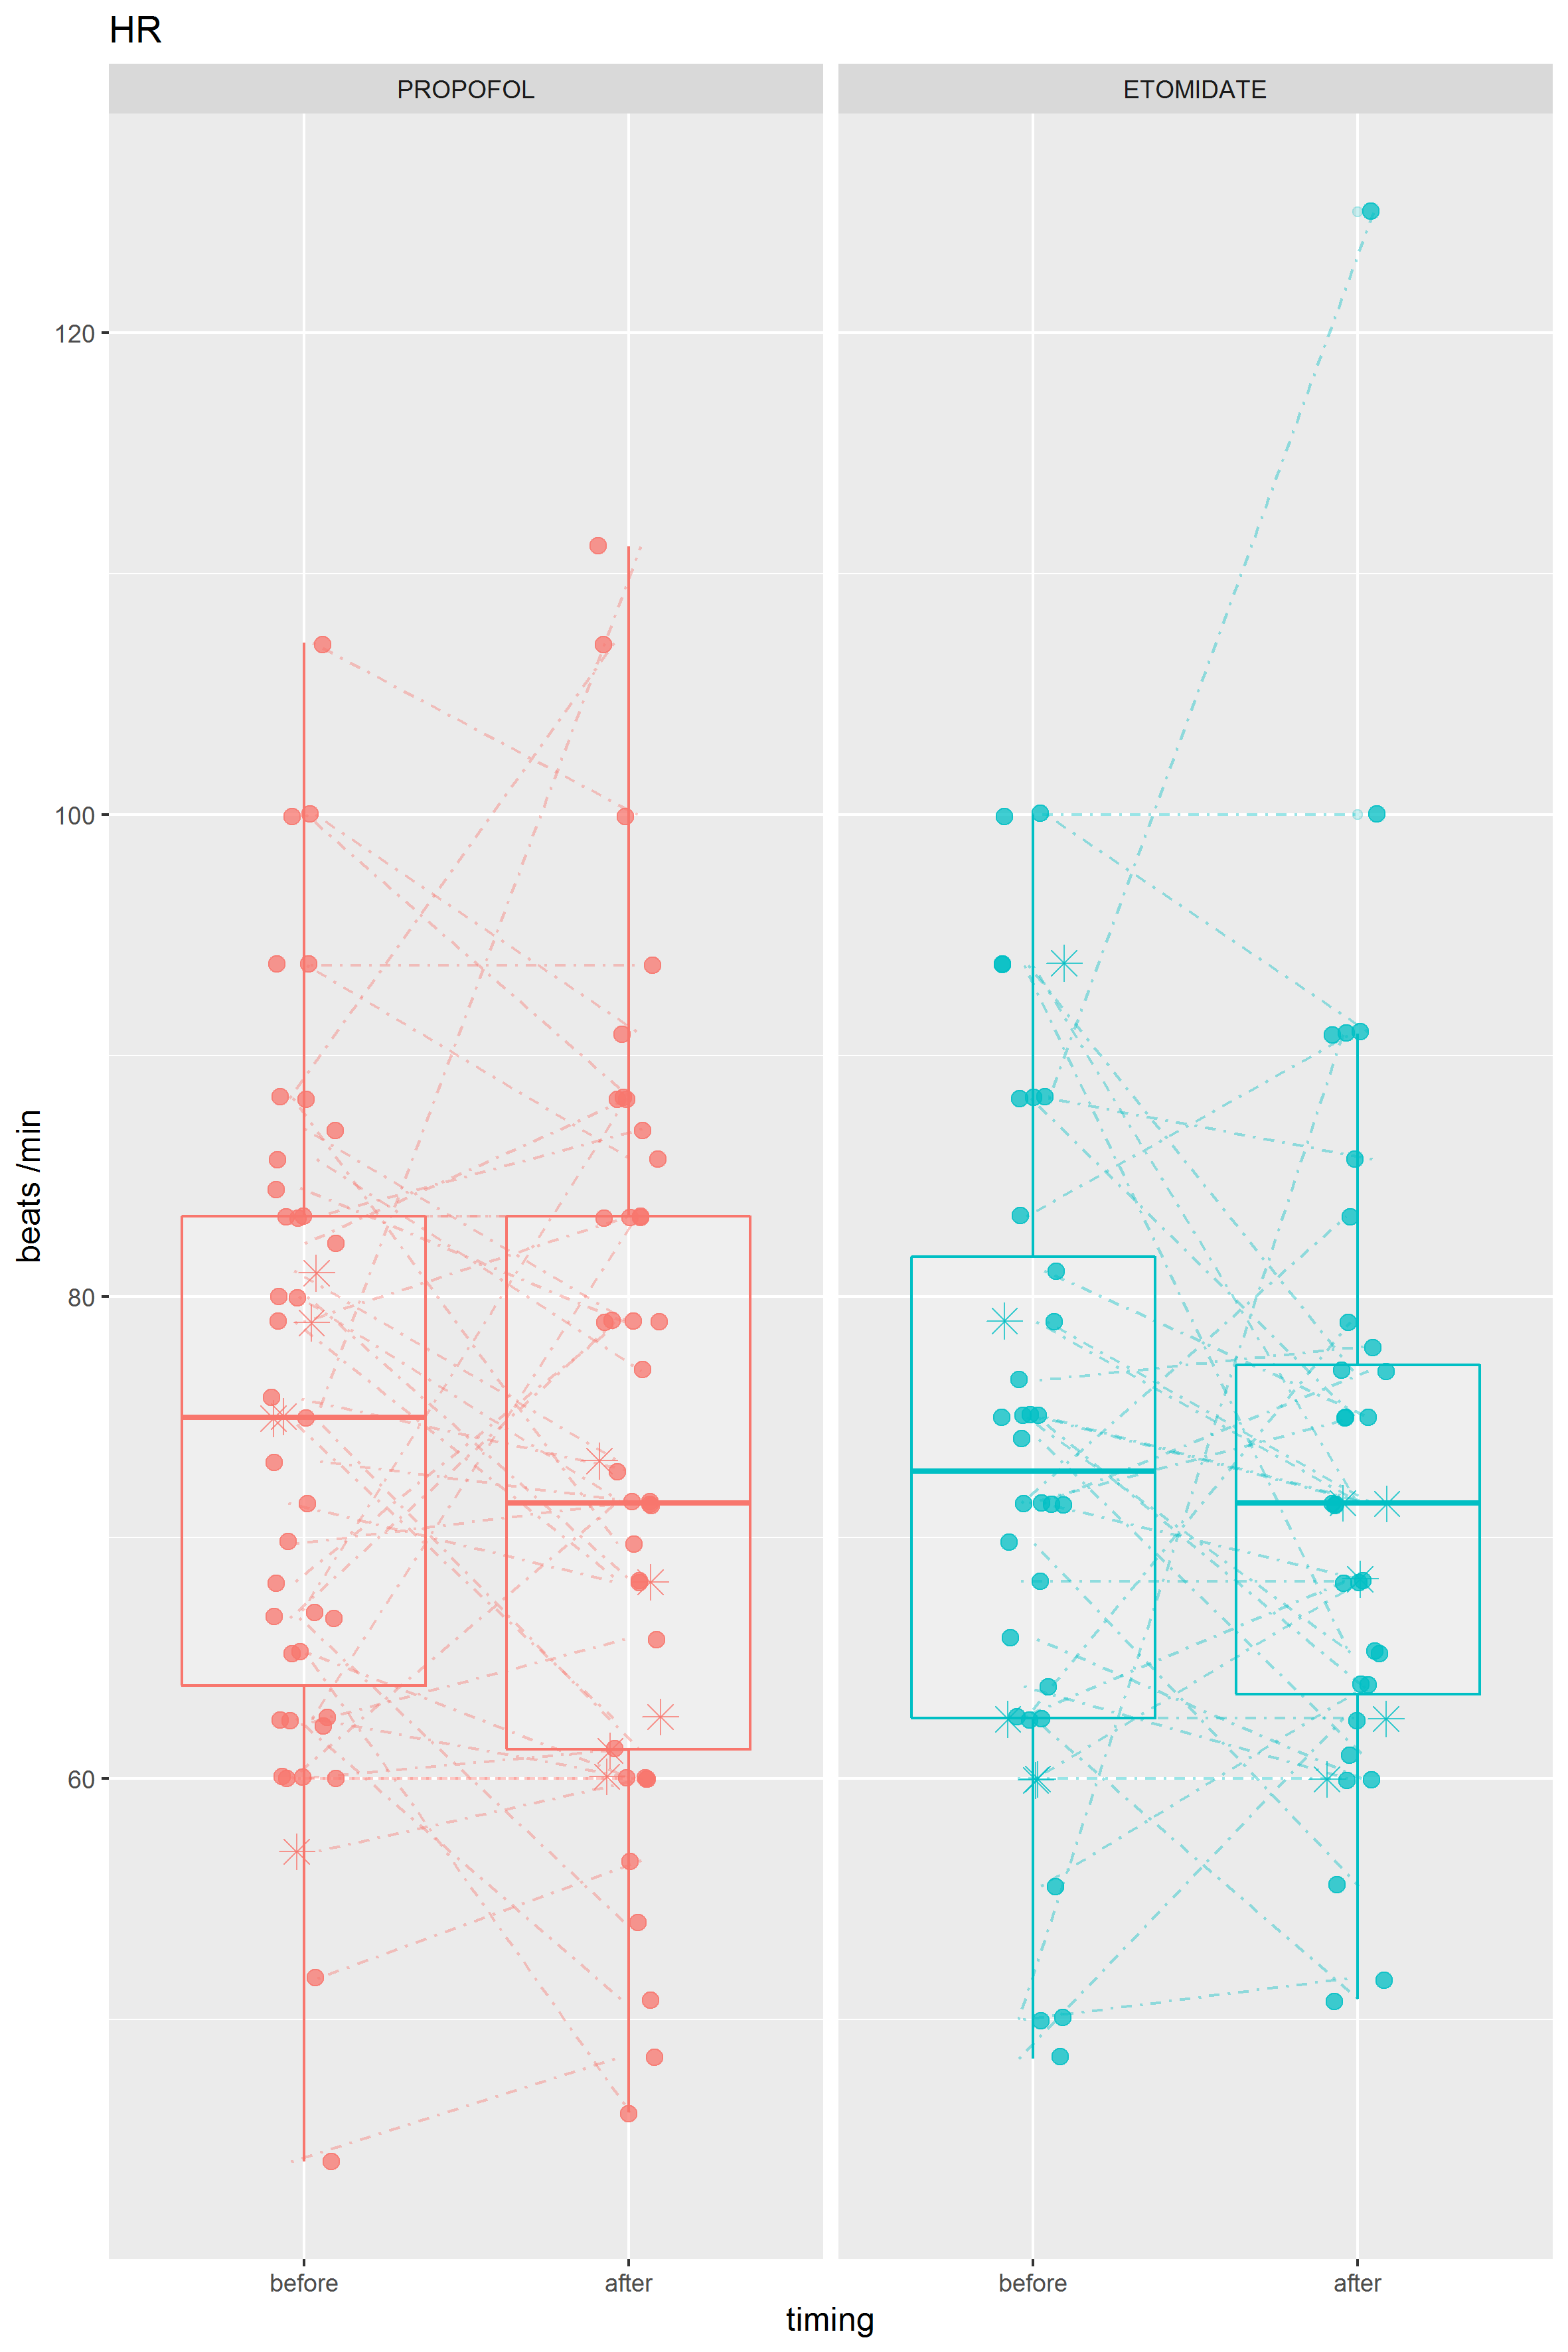 HR
PROPOFOL
ETOMIDATE
120
100
80
60
beats /min
before
after
before
after
timing